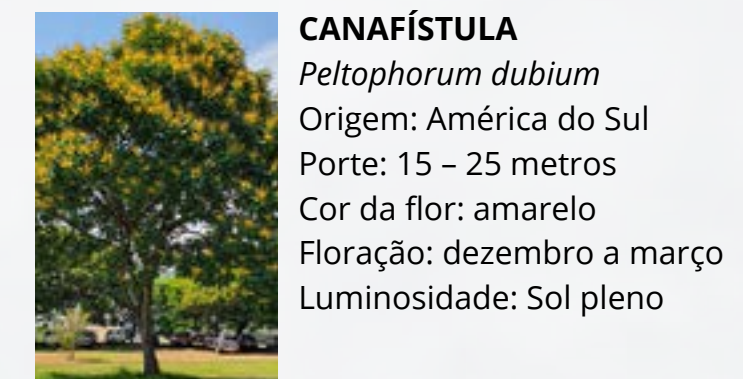 CANAFÍSTULA
Peltophorum dubium
Origem: América do Sul
Porte: 15 – 25 metros
Cor da flor: amarelo
Floração: dezembro a março
Luminosidade: Sol pleno